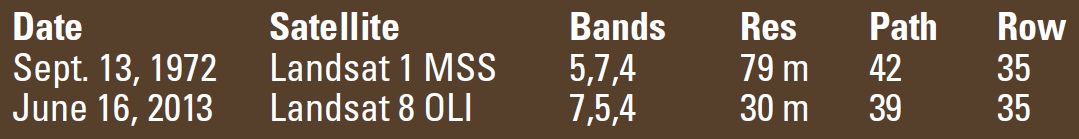 Date Satellite Bands Res Path Row
Sept. 13, 1972 Landsat 1 MSS 5,7,4 79 m 42 35
June 16, 2013 Landsat 8 OLI 7,5,4 30 m 39 35